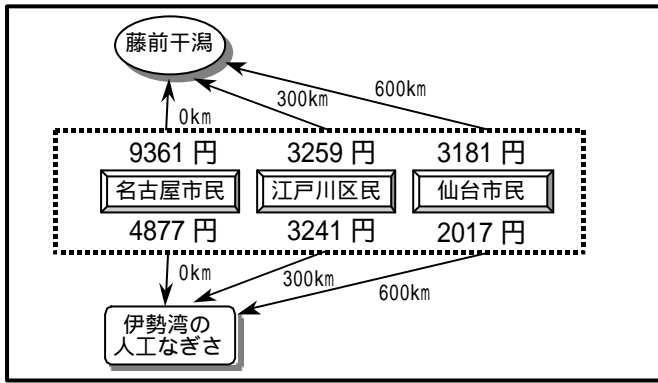 藤前干潟
0km
300km
600km
9361 円
3259 円
3181 円
名古屋市民
江戸川区民
仙台市民
4877 円
3241 円
2017 円
0km
300km
600km
伊勢湾の
人工なぎさ